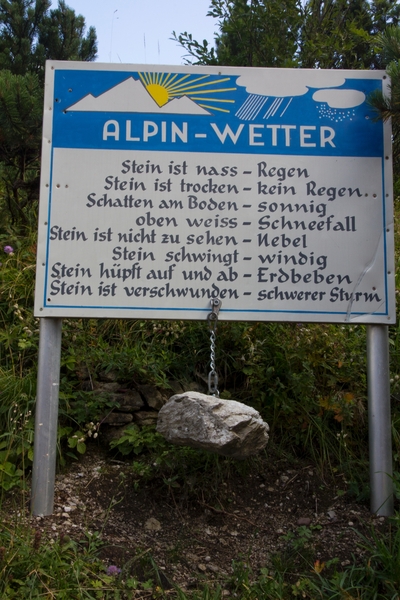 ALPIN-WETTER
Stein ist nass - Regen
Stein ist trocken - kein Regen..
Schatten am Boden - sonnig
oben weiss - Schneefall
Stein ist nicht zu sehen - Nebel
Stein schwingt - windig
Stein hüpft auf und ab - Erdbeben
Stein ist verschwunden - schwerer Sturm